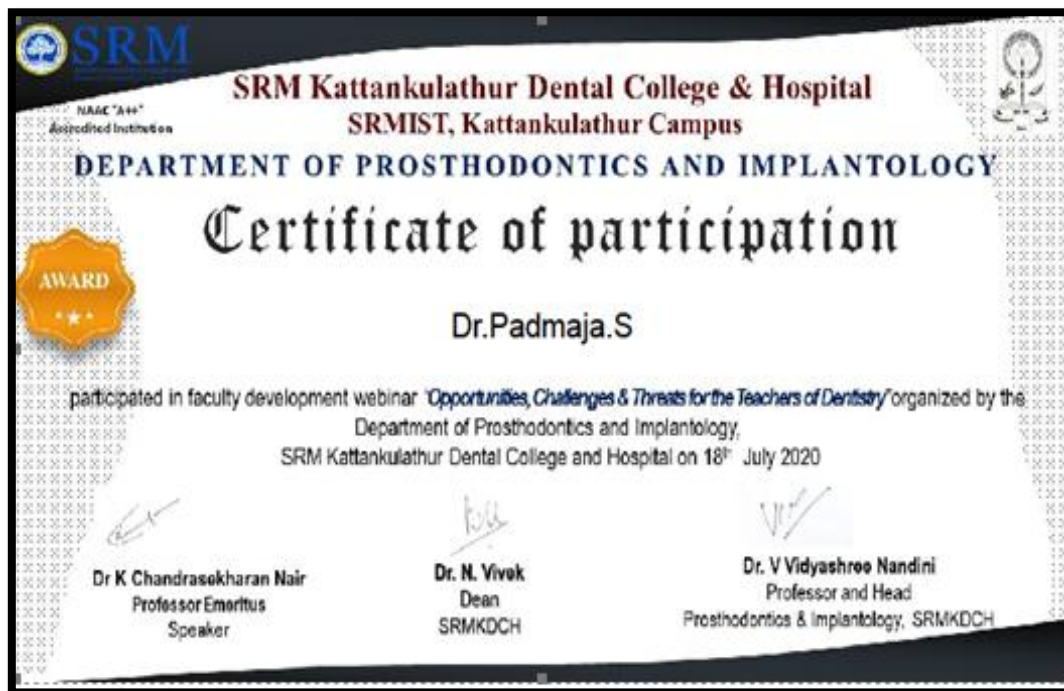 SRM
NAAC "A++"
Accredited Institution
SRM Kattankulathur Dental College & Hospital
SRMIST, Kattankulathur Campus
DEPARTMENT OF PROSTHODONTICS AND IMPLANTOLOGY
Certificate of participation
AWARD
Dr.Padmaja.S
participated in faculty development webinar "Opportunities, Challenges & Threats for the Teachers of Dentistry" organized by the
Department of Prosthodontics and Implantology,
SRM Kattankulathur Dental College and Hospital on 18th July 2020
Dr K Chandrasekharan Nair
Professor Emeritus
Speaker
Dr. N. Vivek
Dean
SRMKDCH
Dr. V Vidyashree Nandini
Professor and Head
Prosthodontics & Implantology, SRMKDCH